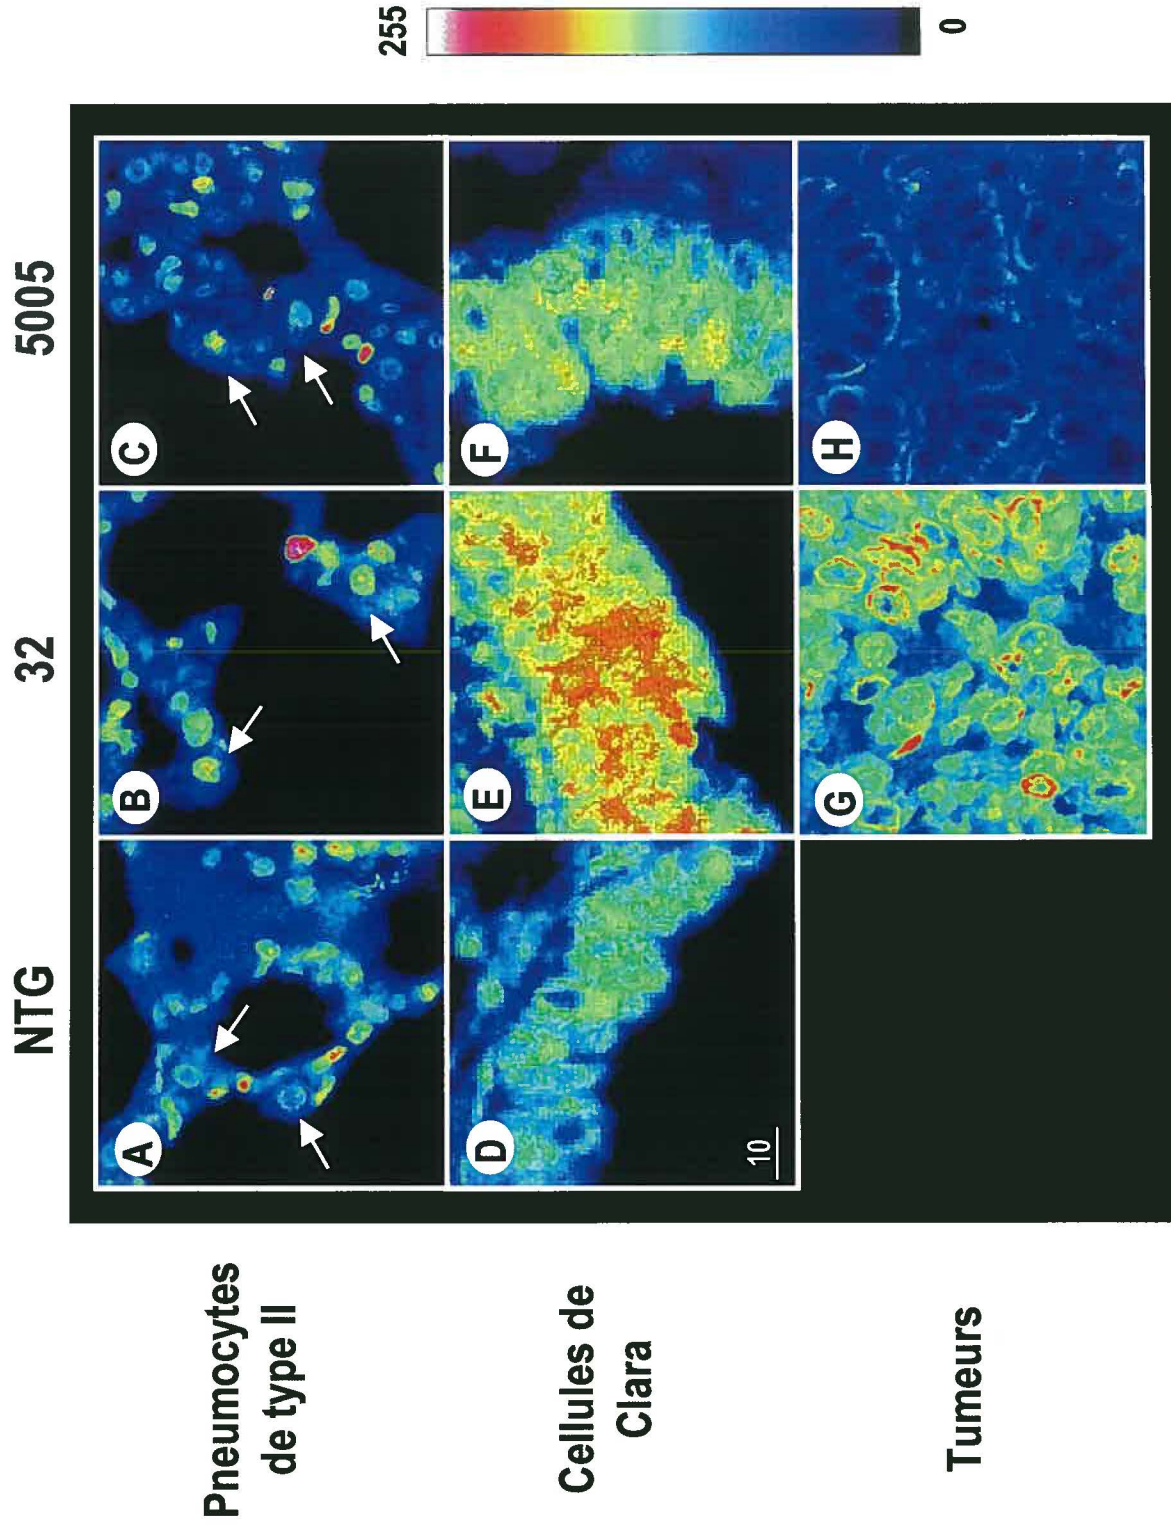 NTG
32
5005
Pneumocytes
de type II
A
B
C
Cellules de
Clara
D
10
E
F
Tumeurs
G
H
255
0